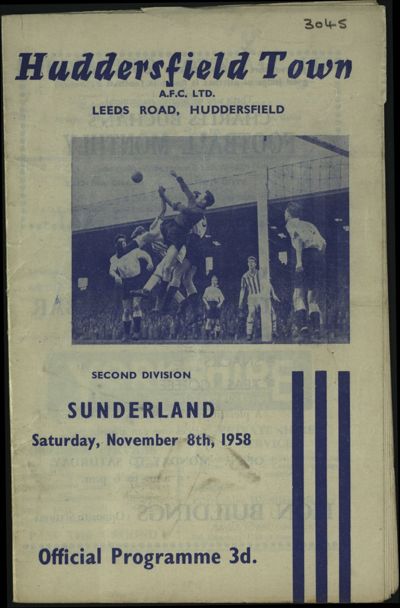 3045
Huddersfield Town
A.F.C. LTD.
LEEDS ROAD, HUDDERSFIELD
SECOND DIVISION
SUNDERLAND
Saturday, November 8th, 1958
Official Programme 3d.